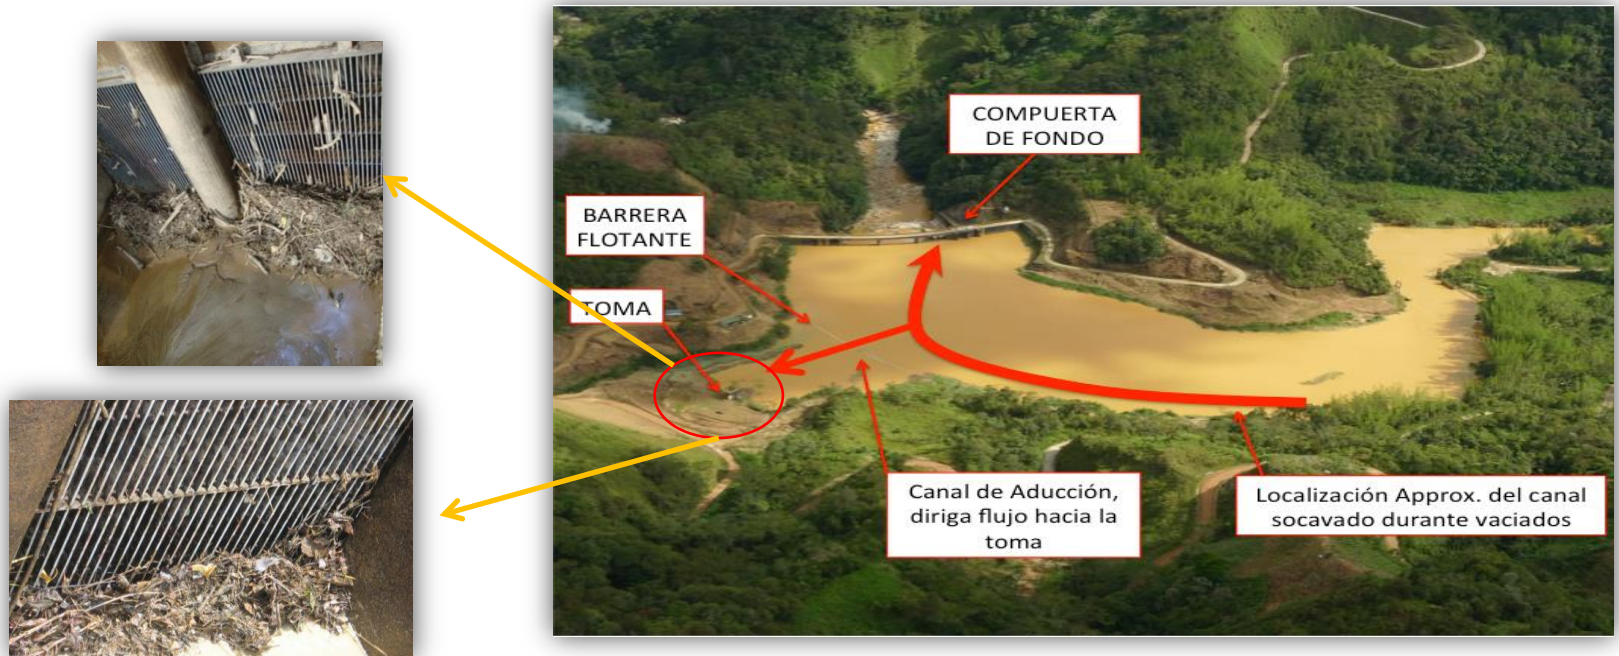 COMPUERTA
DE FONDO
BARRERA
FLOTANTE
TOMA
Canal de Aducción,
diriga flujo hacia la
toma
Localización Approx. del canal
socavado durante vaciados